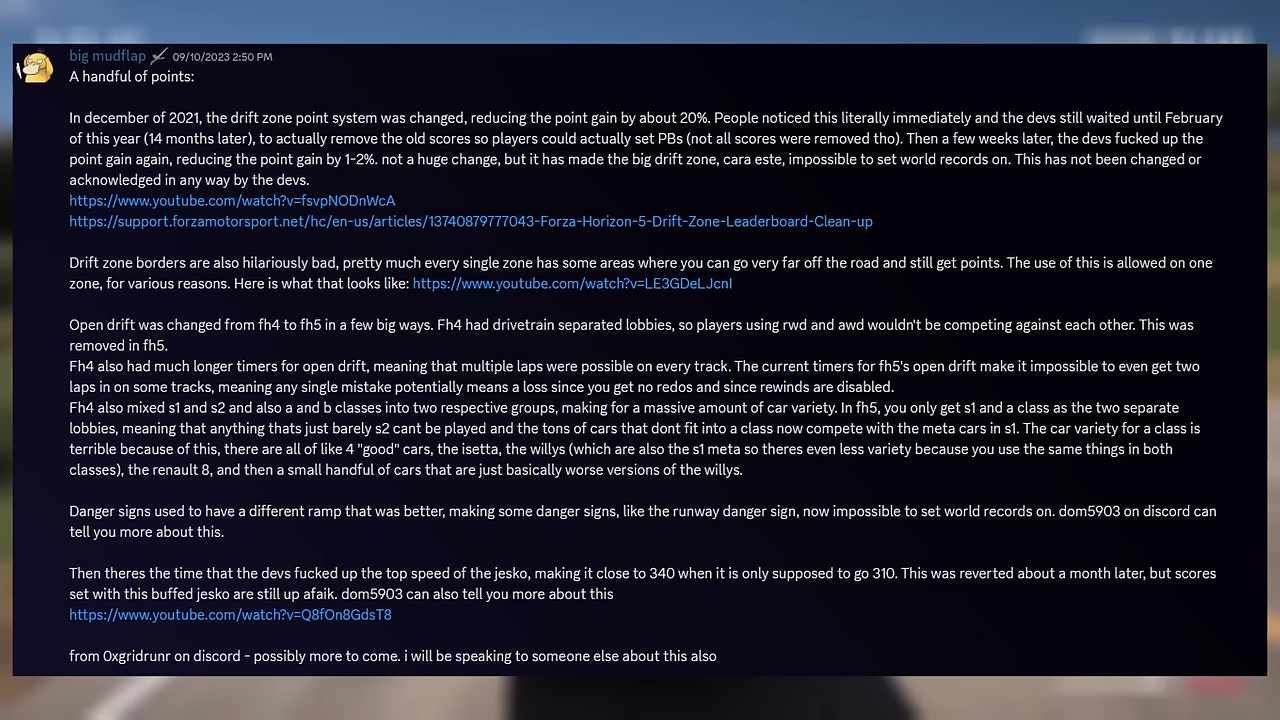 big mudflap 09/10/2023 2:50 PM
A handful of points:
In december of 2021, the drift zone point system was changed, reducing the point gain by about 20%. People noticed this literally immediately and the devs still waited until February
of this year (14 months later), to actually remove the old scores so players could actually set PBs (not all scores were removed tho). Then a few weeks later, the devs fucked up the
point gain again, reducing the point gain by 1-2%. not a huge change, but it has made the big drift zone, cara este, impossible to set world records on. This has not been changed or
acknowledged in any way by the devs.
https://www.youtube.com/watch?v=fsvpNODnWcA
https://support.forzamotorsport.net/hc/en-us/articles/13740879777043-Forza-Horizon-5-Drift-Zone-Leaderboard-Clean-up
Drift zone borders are also hilariously bad, pretty much every single zone has some areas where you can go very far off the road and still get points. The use of this is allowed on one
zone, for various reasons. Here is what that looks like: https://www.youtube.com/watch?v=LE3GDeLJcnI
Open drift was changed from fh4 to fh5 in a few big ways. Fh4 had drivetrain separated lobbies, so players using rwd and awd wouldn't be competing against each other. This was
removed in fh5.
Fh4 also had much longer timers for open drift, meaning that multiple laps were possible on every track. The current timers for fh5's open drift make it impossible to even get two
laps in on some tracks, meaning any single mistake potentially means a loss since you get no redos and since rewinds are disabled.
Fh4 also mixed s1 and s2 and also a and b classes into two respective groups, making for a massive amount of car variety. In fh5, you only get s1 and a class as the two separate
lobbies, meaning that anything thats just barely s2 cant be played and the tons of cars that dont fit into a class now compete with the meta cars in s1. The car variety for a class is
terrible because of this, there are all of like 4 "good" cars, the isetta, the willys (which are also the s1 meta so theres even less variety because you use the same things in both
classes), the renault 8, and then a small handful of cars that are just basically worse versions of the willys.
Danger signs used to have a different ramp that was better, making some danger signs, like the runway danger sign, now impossible to set world records on. dom5903 on discord can
tell you more about this.
Then theres the time that the devs fucked up the top speed of the jesko, making it close to 340 when it is only supposed to go 310. This was reverted about a month later, but scores
set with this buffed jesko are still up afaik. dom5903 can also tell you more about this
https://www.youtube.com/watch?v=Q8fOn8GdsT8
from 0xgridrunr on discord - possibly more to come. i will be speaking to someone else about this also